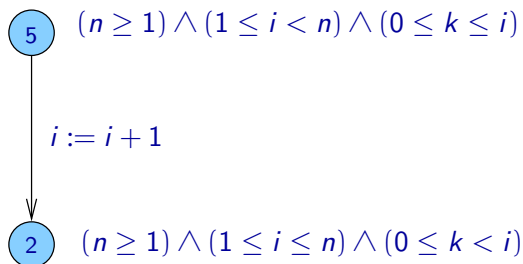 5 (n ≥ 1) ∧ (1 ≤ i < n) ∧ (0 ≤ k ≤ i)
i := i + 1
2 (n ≥ 1) ∧ (1 ≤ i ≤ n) ∧ (0 ≤ k < i)